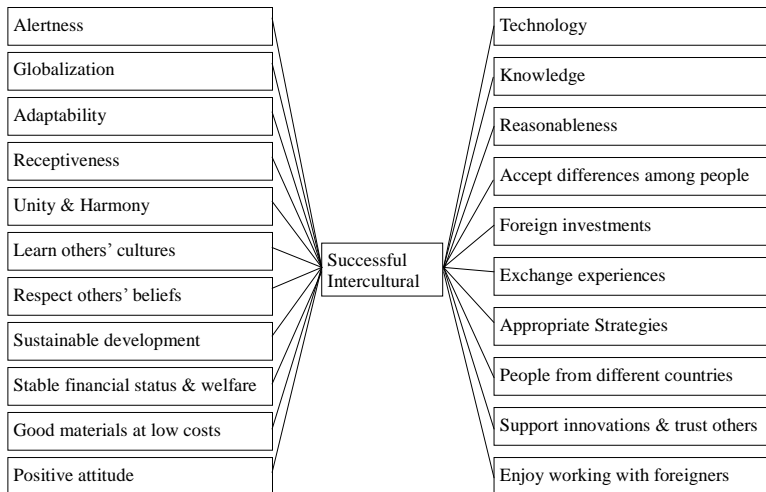 Alertness
Globalization
Adaptability
Receptiveness
Unity & Harmony
Learn others’ cultures
Respect others’ beliefs
Sustainable development
Stable financial status & welfare
Good materials at low costs
Positive attitude
Successful
Intercultural
Technology
Knowledge
Reasonableness
Accept differences among people
Foreign investments
Exchange experiences
Appropriate Strategies
People from different countries
Support innovations & trust others
Enjoy working with foreigners